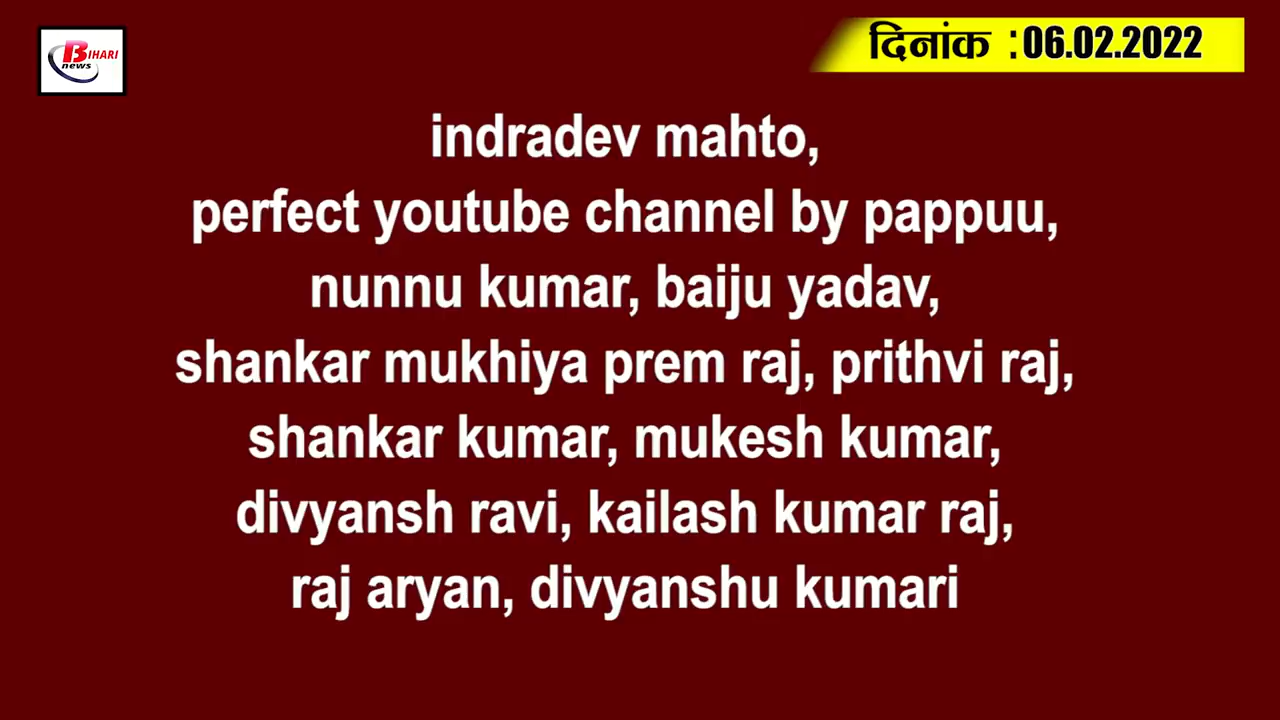 BIHARI
news
दिनांक :06.02.2022
indradev mahto,
perfect youtube channel by pappuu,
nunnu kumar, baiju yadav,
shankar mukhiya prem raj, prithvi raj,
shankar kumar, mukesh kumar,
divyansh ravi, kailash kumar raj,
raj aryan, divyanshu kumari